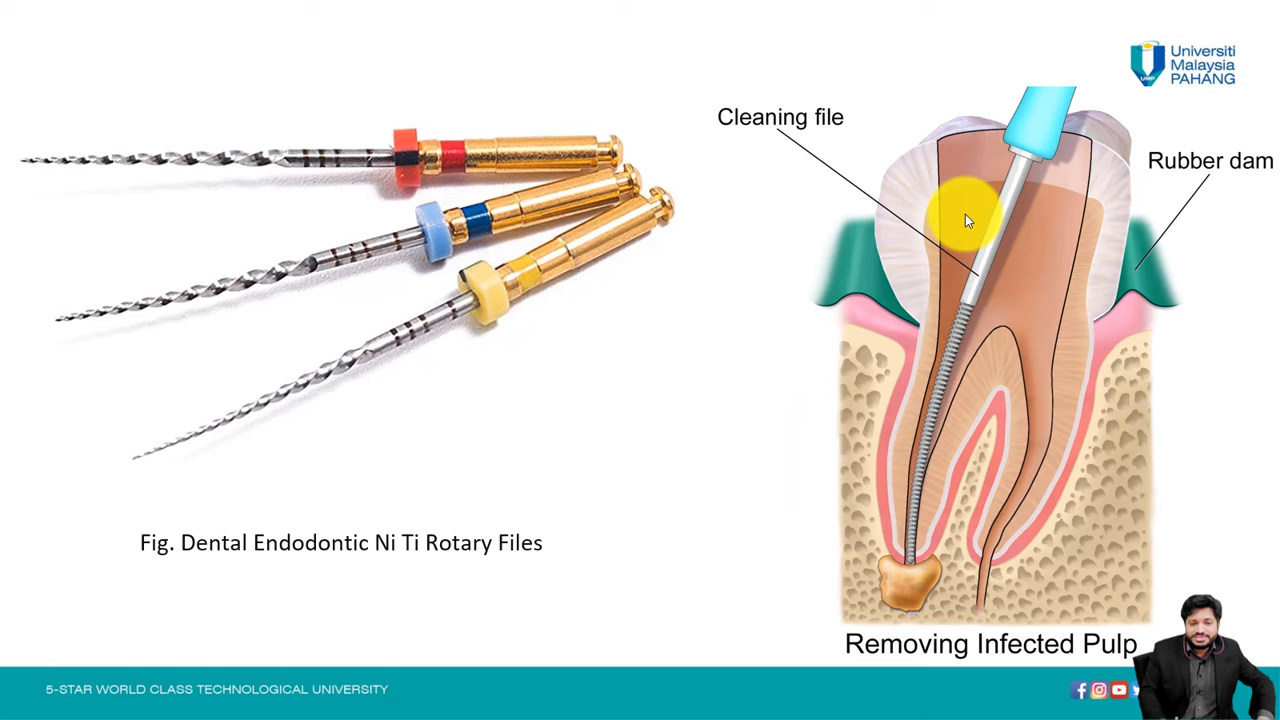 Universiti
Malaysia
PAHANG
UMP
Cleaning file
Rubber dam
Fig. Dental Endodontic Ni Ti Rotary Files
Removing Infected Pulp
5-STAR WORLD CLASS TECHNOLOGICAL UNIVERSITY